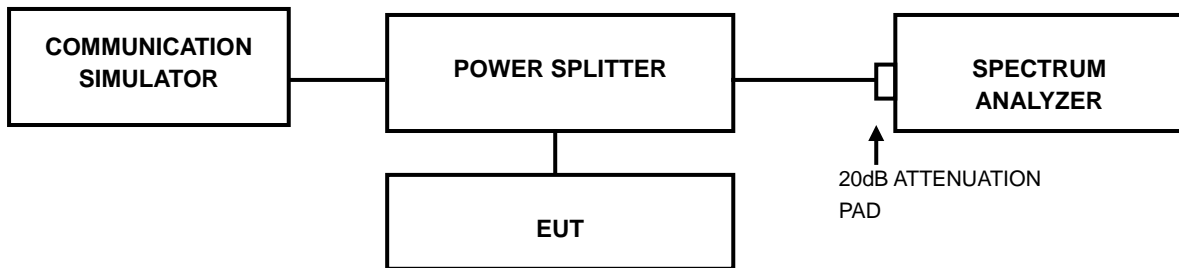 COMMUNICATION
SIMULATOR
POWER SPLITTER
SPECTRUM
ANALYZER
20dB ATTENUATION
PAD
EUT